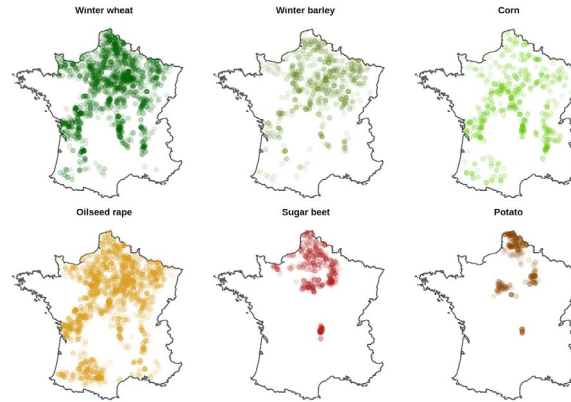 Winter wheat
Winter barley
Corn
Oilseed rape
Sugar beet
Potato